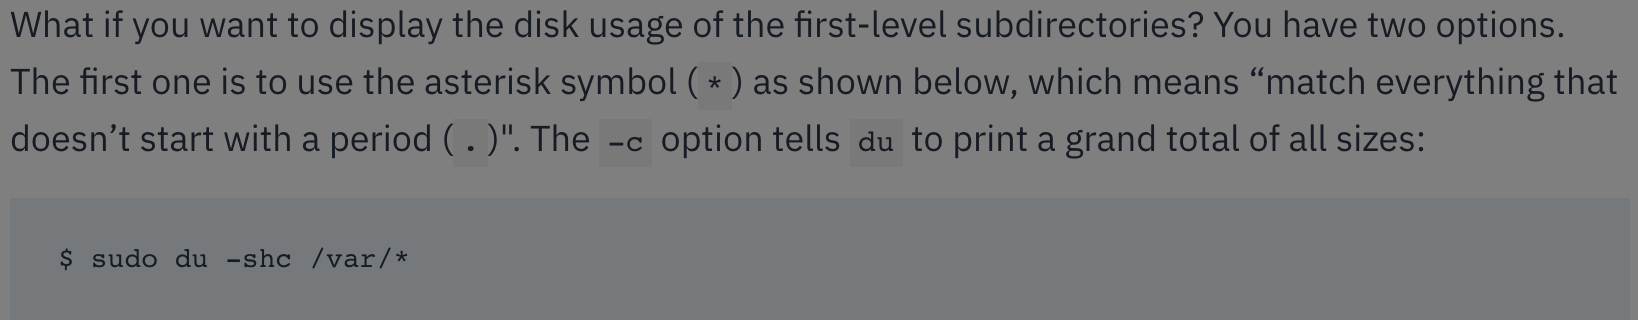 What if you want to display the disk usage of the first-level subdirectories? You have two options.
The first one is to use the asterisk symbol ( * ) as shown below, which means “match everything that
doesn’t start with a period ( . )". The -c option tells du to print a grand total of all sizes:
$ sudo du -shc /var/*